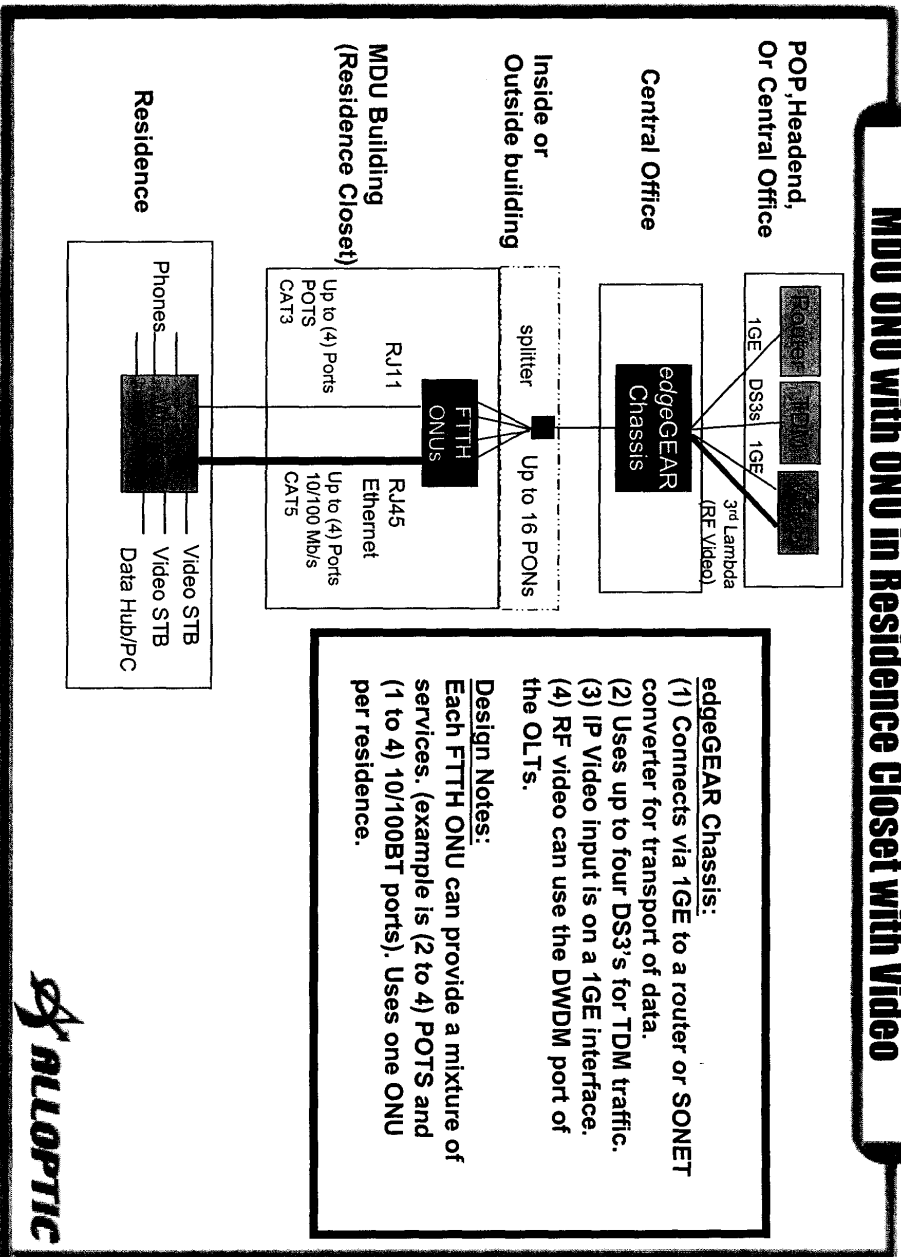 MDU ONU with ONU in Residence Closet with Video
POP,Headend,
Or Central Office
Router
TDM
1GE
DS3s
1GE
3rd Lambda
(RF Video)
Central Office
edgeGEAR
Chassis
Inside or
Outside building
splitter
Up to 16 PONs
MDU Building
(Residence Closet)
FTTH
ONUs
RJ11
Up to (4) Ports
POTS
CAT3
RJ45
Ethernet
Up to (4) Ports
10/100 Mb/s
CAT5
Residence
Phones
Video STB
Video STB
Data Hub/PC
edgeGEAR Chassis:
(1) Connects via 1GE to a router or SONET
converter for transport of data.
(2) Uses up to four DS3's for TDM traffic.
(3) IP Video input is on a 1GE interface.
(4) RF video can use the DWDM port of
the OLTs.
Design Notes:
Each FTTH ONU can provide a mixture of
services. (example is (2 to 4) POTS and
(1 to 4) 10/100BT ports). Uses one ONU
per residence.
ALLOPTIC